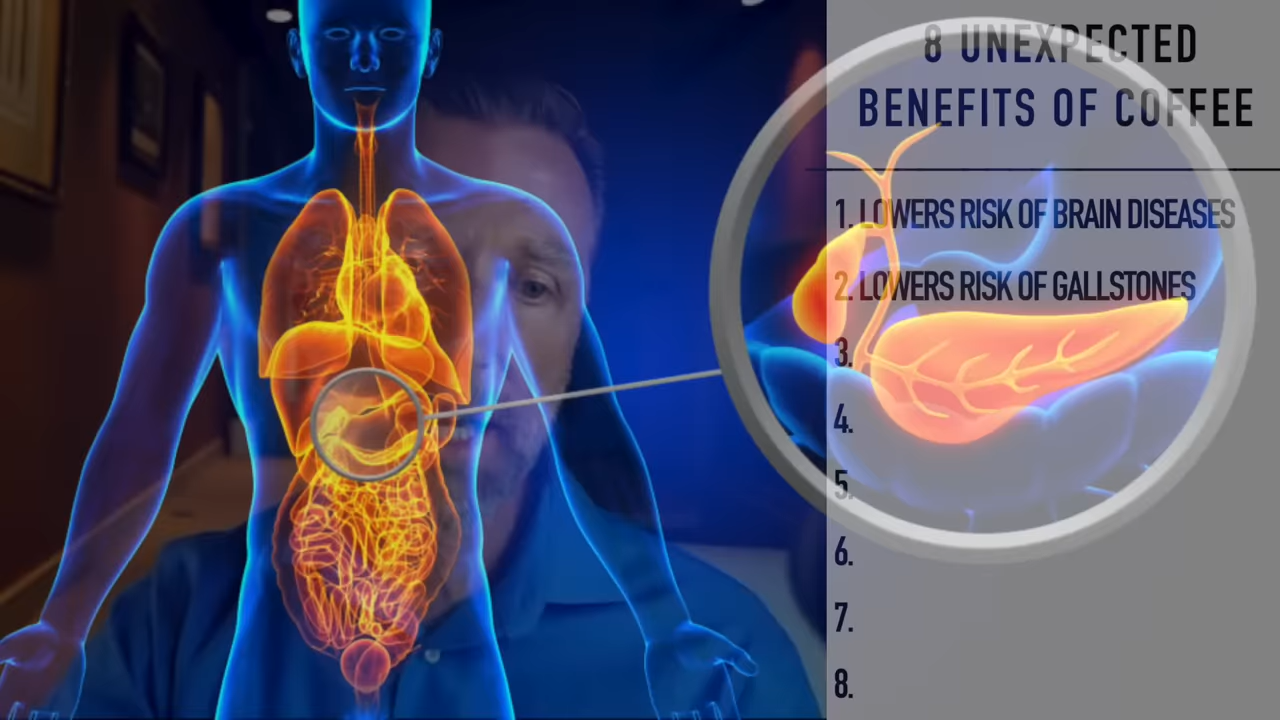 8 UNEXPECTED
BENEFITS OF COFFEE
1. LOWERS RISK OF BRAIN DISEASES
2. LOWERS RISK OF GALLSTONES
3.
4.
5.
6.
7.
8.